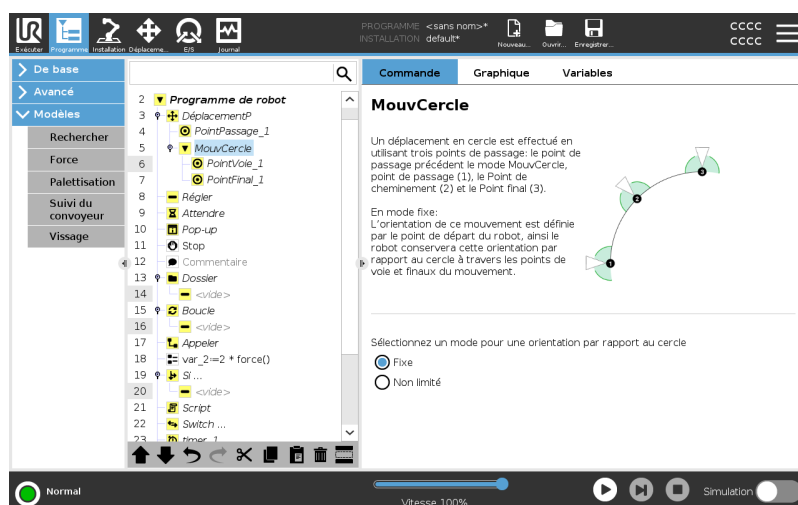 PROGRAMME <sans nom>*
INSTALLATION default*
UR
Exécuter
Programme
Installation
Déplaceme...
E/S
Journal
Nouveau...
Ouvrir...
Enregistrer...
CCCC
CCCC
De base
Avancé
Modèles
Rechercher
Force
Palettisation
Suivi du
convoyeur
Vissage
2 Programme de robot
3 DéplacementP
4 PointPassage_1
5 MouvCercle
6 PointVoie_1
7 PointFinal_1
8 Régler
9 Attendre
10 Pop-up
11 Stop
12 Commentaire
13 Dossier
14 <vide>
15 Boucle
16 <vide>
17 Appeler
18 var_2≔2 * force()
19 Si ...
20 <vide>
21 Script
22 Switch ...
23 timer_1
Commande
Graphique
Variables
MouvCercle
Un déplacement en cercle est effectué en
utilisant trois points de passage: le point de
passage précédent le mode MouvCercle,
point de passage (1), le Point de
cheminement (2) et le Point final (3).
En mode fixe:
L'orientation de ce mouvement est définie
par le point de départ du robot, ainsi le
robot conservera cette orientation par
rapport au cercle à travers les points de
voie et finaux du mouvement.
3
2
1
Sélectionnez un mode pour une orientation par rapport au cercle
Fixe
Non limité
Normal
Vitesse 100%
Simulation